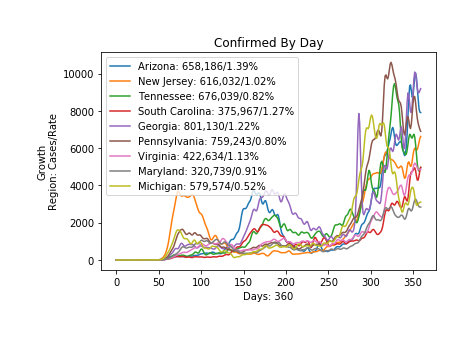 Confirmed By Day
Growth
Region: Cases/Rate
10000
8000
6000
4000
2000
0
Arizona: 658,186/1.39%
New Jersey: 616,032/1.02%
Tennessee: 676,039/0.82%
South Carolina: 375,967/1.27%
Georgia: 801,130/1.22%
Pennsylvania: 759,243/0.80%
Virginia: 422,634/1.13%
Maryland: 320,739/0.91%
Michigan: 579,574/0.52%
0 50 100 150 200 250 300 350
Days: 360